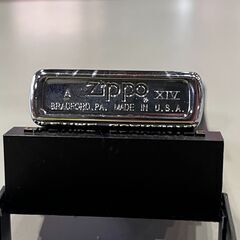 A Zippo XIV
BRADFORD, PA. MADE IN U.S.A.